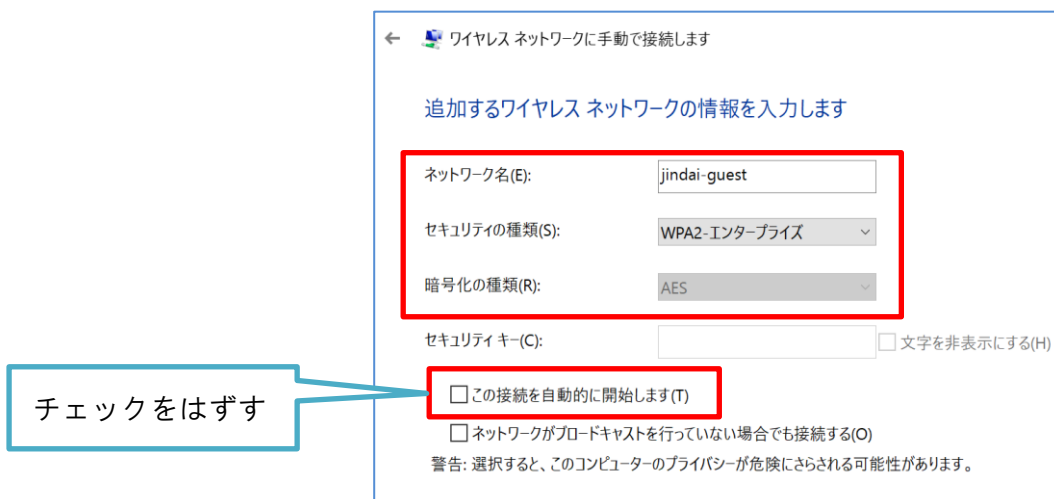 ← ワイヤレス ネットワークに手動で接続します
追加するワイヤレス ネットワークの情報を入力します
ネットワーク名(E): jindai-guest
セキュリティの種類(S): WPA2-エンタープライズ
暗号化の種類(R): AES
セキュリティ キー(C): 文字を非表示にする(H)
チェックをはずす
この接続を自動的に開始します(T)
ネットワークがブロードキャストを行っていない場合でも接続する(O)
警告: 選択すると、このコンピューターのプライバシーが危険にさらされる可能性があります。